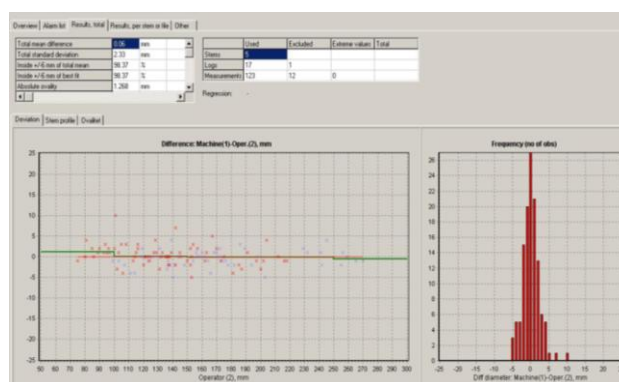 Overview Alarm list Results, total Results, per stem or file Other
Total mean difference 0.06 mm
Total standard deviation 2.33 mm
Inside +/-6 mm of total mean 98.37 %
Inside +/-6 mm of best fit 98.37 %
Absolute ovality 1.268 mm
Used Excluded Extreme values Total
Stems 5
Logs 17 1
Measurements 123 12 0
Regression: -
Deviation Stem profile Ovalitet
Difference: Machine(1)-Oper.(2), mm
25
20
15
10
5
0
-5
-10
-15
-20
-25
50 60 70 80 90 100 110 120 130 140 150 160 170 180 190 200 210 220 230 240 250 260 270 280 290 300
Operator (2), mm
Frequency (no of obs)
26
24
22
20
18
16
14
12
10
8
6
4
2
0
-25 -20 -15 -10 -5 0 5 10 15 20
Diff diameter: Machine(1)-Oper.(2), mm